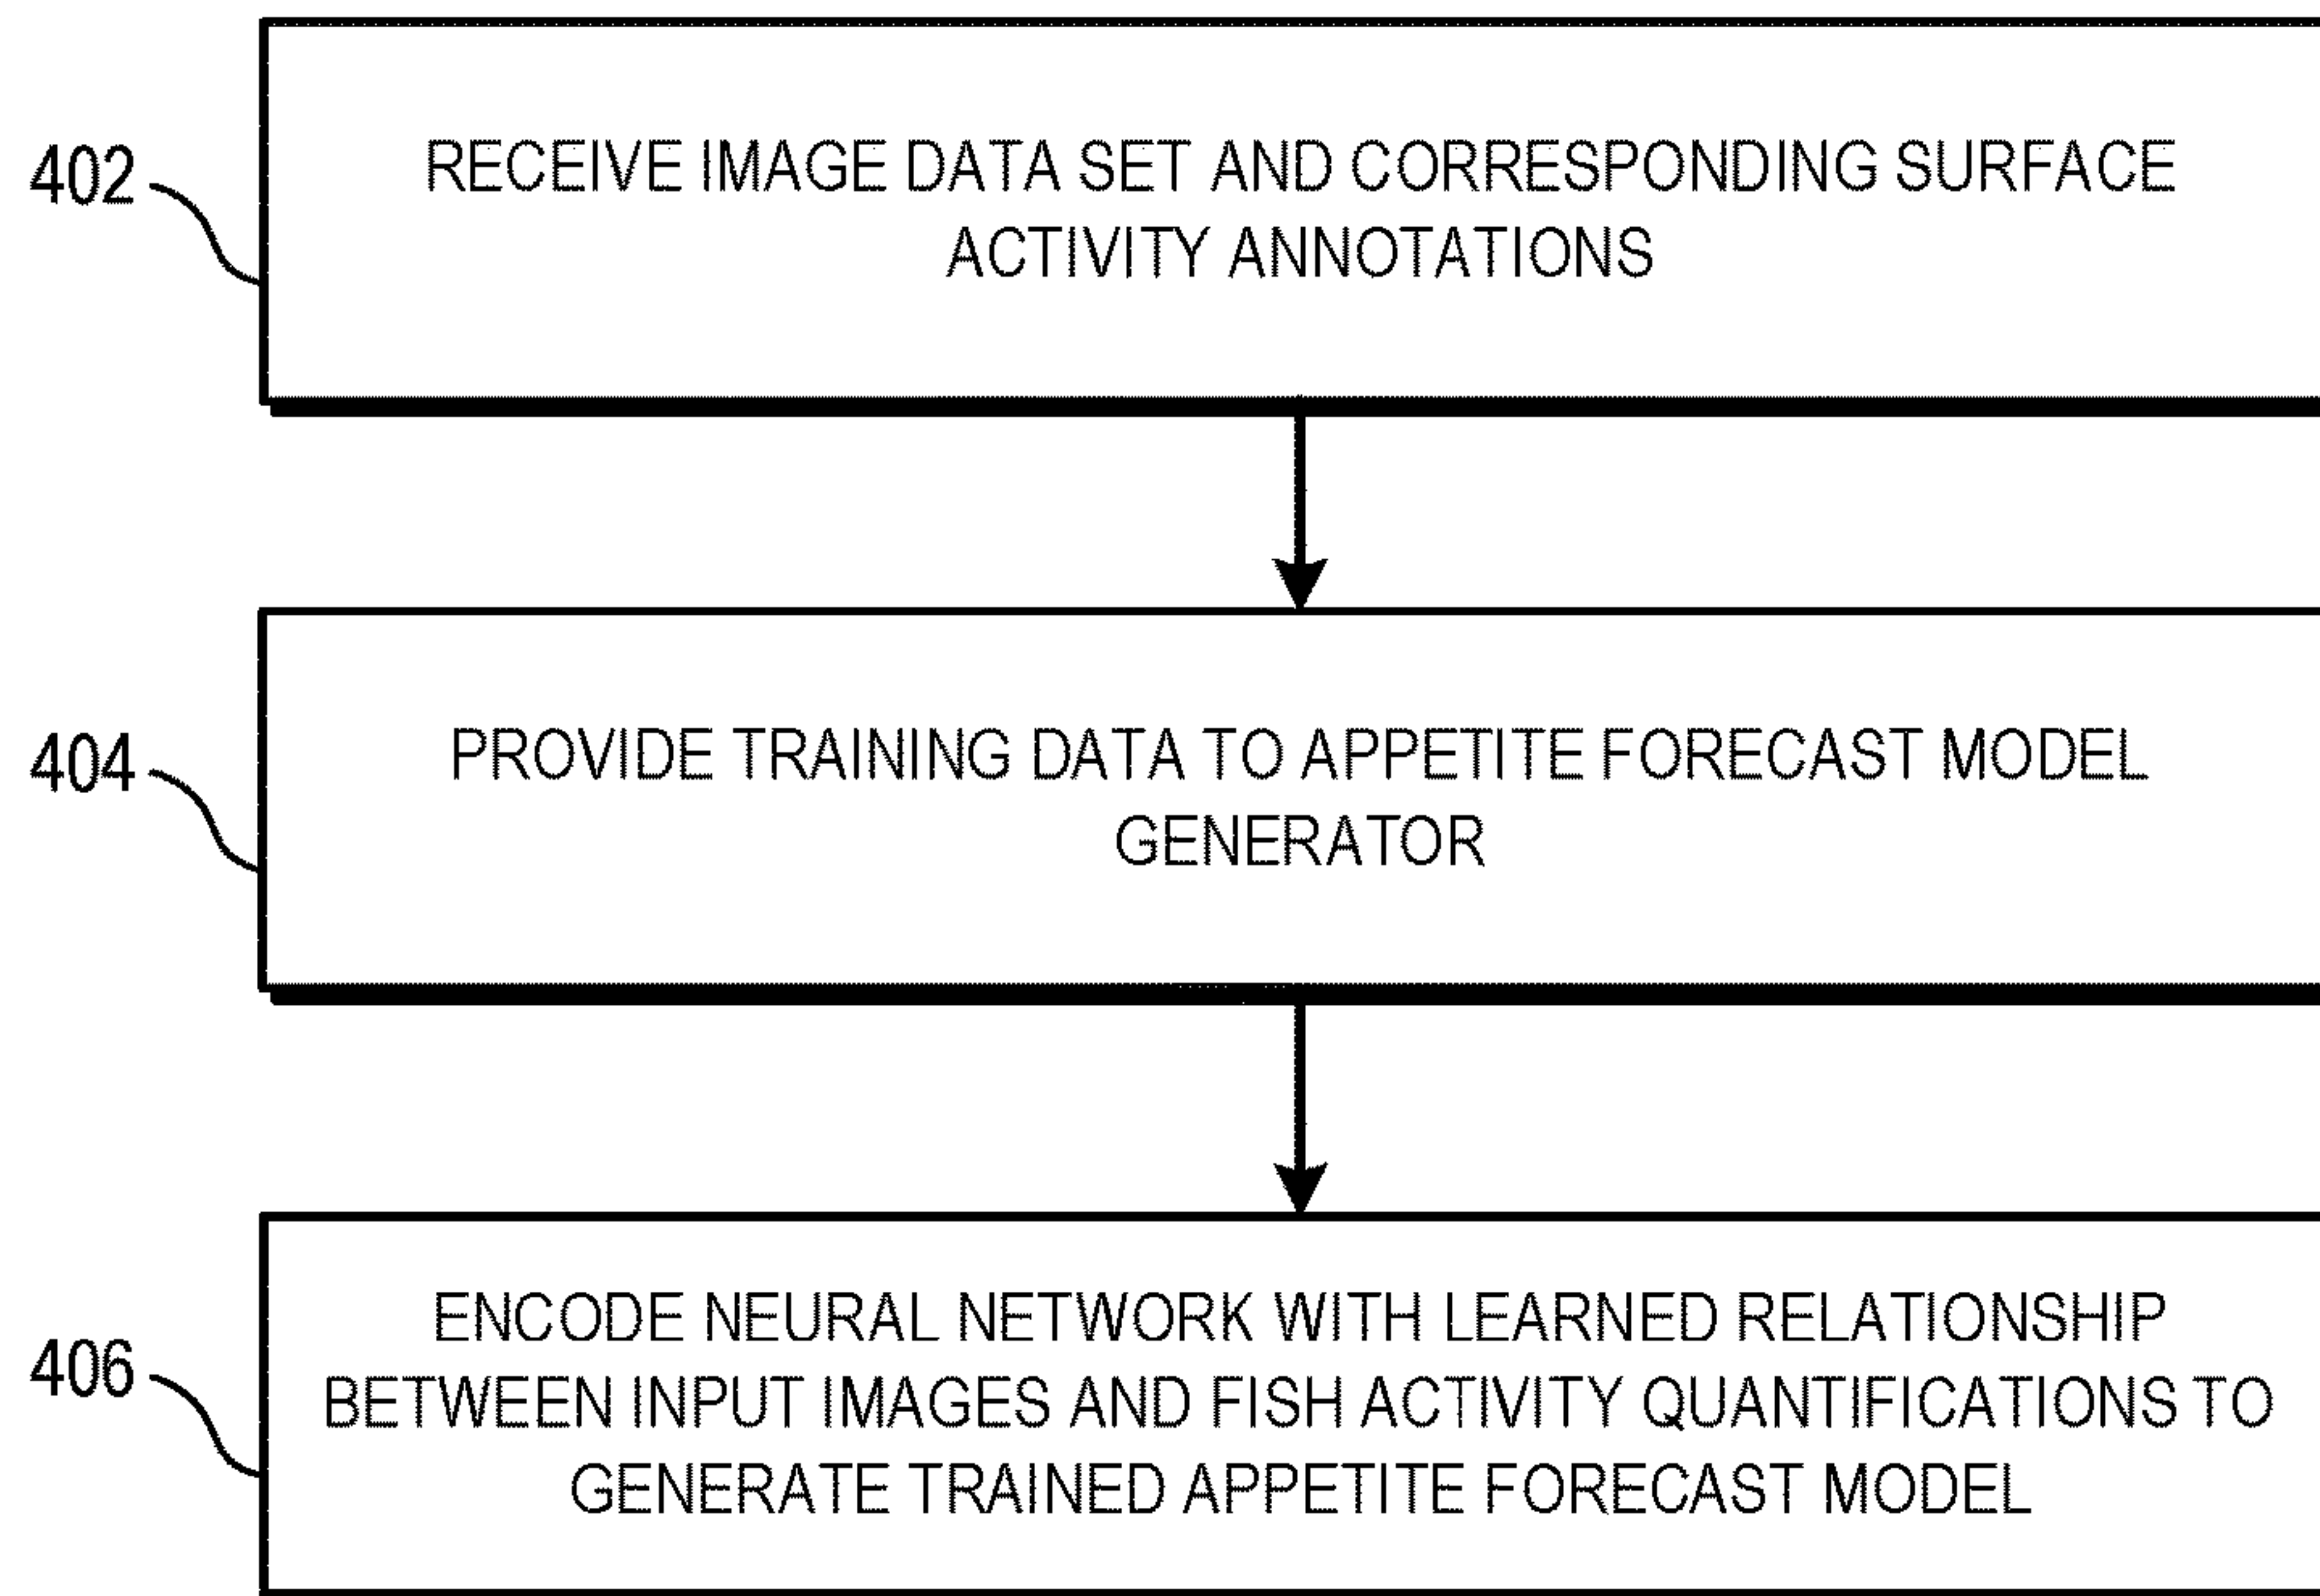 402
RECEIVE IMAGE DATA SET AND CORRESPONDING SURFACE
ACTIVITY ANNOTATIONS
404
PROVIDE TRAINING DATA TO APPETITE FORECAST MODEL
GENERATOR
406
ENCODE NEURAL NETWORK WITH LEARNED RELATIONSHIP
BETWEEN INPUT IMAGES AND FISH ACTIVITY QUANTIFICATIONS TO
GENERATE TRAINED APPETITE FORECAST MODEL